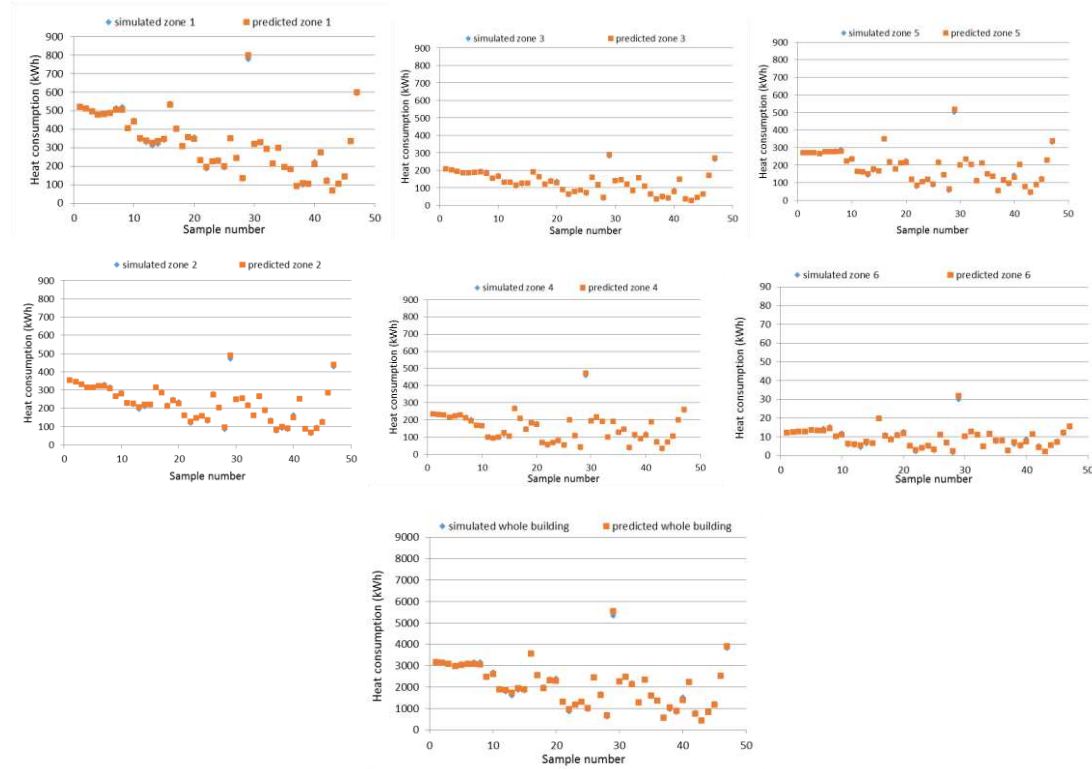 simulated zone 1 predicted zone 1
900
800
700
600
500
400
300
200
100
0
0 10 20 30 40 50
Heat consumption (kWh)
Sample number
simulated zone 3 predicted zone 3
900
800
700
600
500
400
300
200
100
0
0 10 20 30 40 50
Heat consumption (kWh)
Sample number
simulated zone 5 predicted zone 5
900
800
700
600
500
400
300
200
100
0
0 10 20 30 40 50
Heat consumption (kWh)
Sample number
simulated zone 2 predicted zone 2
900
800
700
600
500
400
300
200
100
0
0 10 20 30 40 50
Heat consumption (kWh)
Sample number
simulated zone 4 predicted zone 4
900
800
700
600
500
400
300
200
100
0
0 10 20 30 40 50
Heat consumption (kWh)
Sample number
simulated zone 6 predicted zone 6
90
80
70
60
50
40
30
20
10
0
0 10 20 30 40 50
Heat consumption (kWh)
Sample number
simulated whole building predicted whole building
9000
8000
7000
6000
5000
4000
3000
2000
1000
0
0 10 20 30 40 50
Heat consumption (kWh)
Sample number